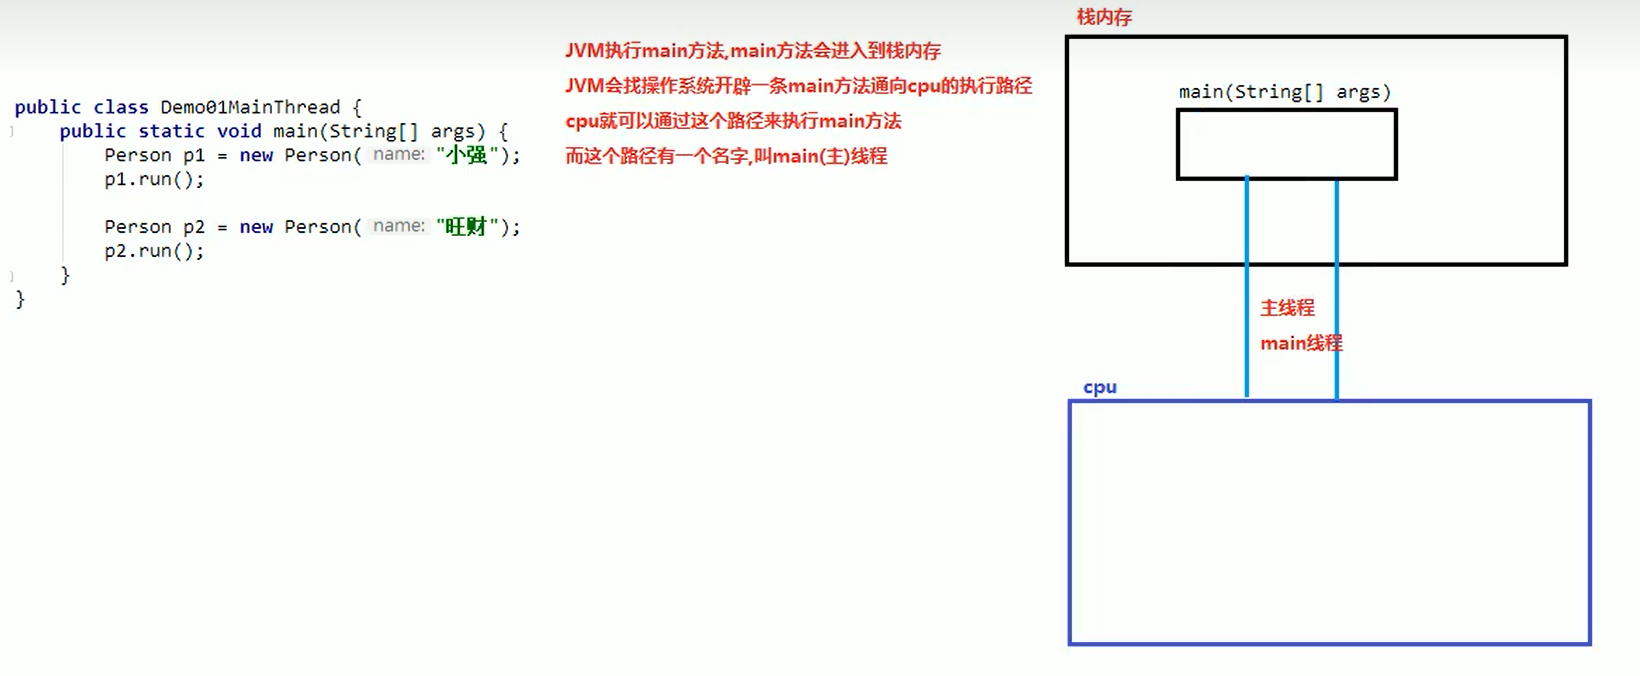 public class Demo01MainThread {
public static void main(String[] args) {
Person p1 = new Person( name: "小强");
p1.run();
Person p2 = new Person( name: "旺财");
p2.run();
}
}
JVM执行main方法,main方法会进入到栈内存
JVM会找操作系统开辟一条main方法通向cpu的执行路径
cpu就可以通过这个路径来执行main方法
而这个路径有一个名字,叫main(主)线程
栈内存
main(String[] args)
主线程
main线程
cpu